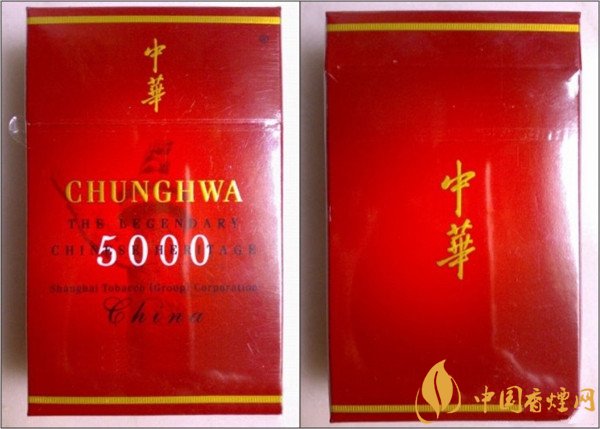 中華
CHUNGHWA
THE LEGENDARY
CHINESE HERITAGE
5000
Shanghai Tobacco (Group) Corporation
China
中華
中国香烟网